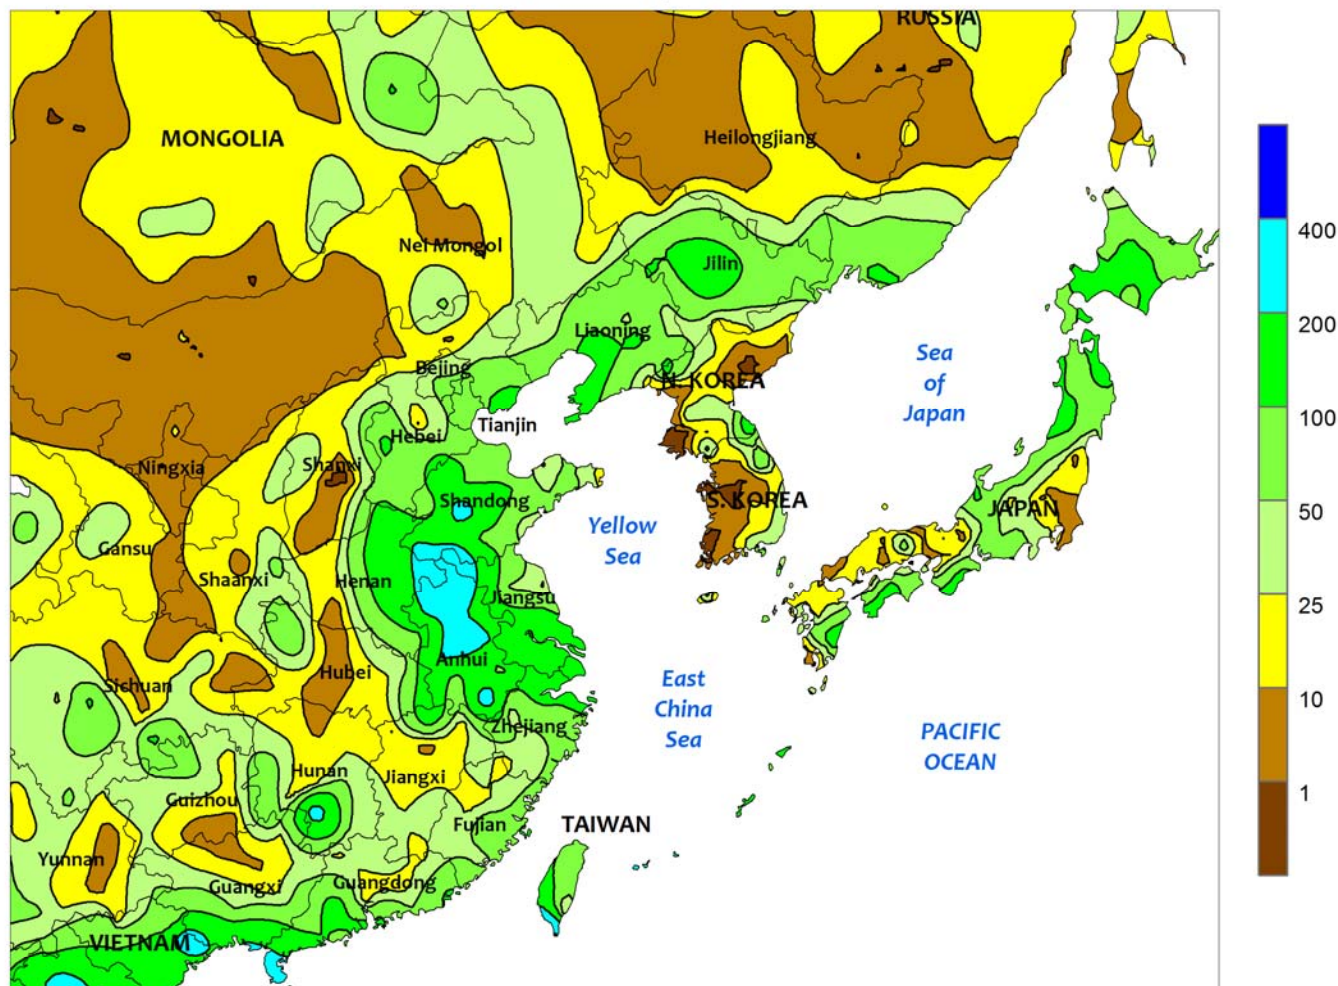 RUSSIA
MONGOLIA
Heilongjiang
400
Nei Mongol
Jilin
200
Liaoning
Sea
of
Japan
Bejing
N. KOREA
100
Hebei
Tianjin
Ningxia
Shanxi
Shandong
S. KOREA
JAPAN
50
Yellow
Sea
Gansu
Shaanxi
Henan
Jiangsu
25
Anhui
Hubei
Sichuan
East
China
Sea
10
Zhejiang
PACIFIC
OCEAN
Hunan
Jiangxi
1
Guizhou
Fujian
TAIWAN
Yunnan
Guangxi
Guangdong
VIETNAM